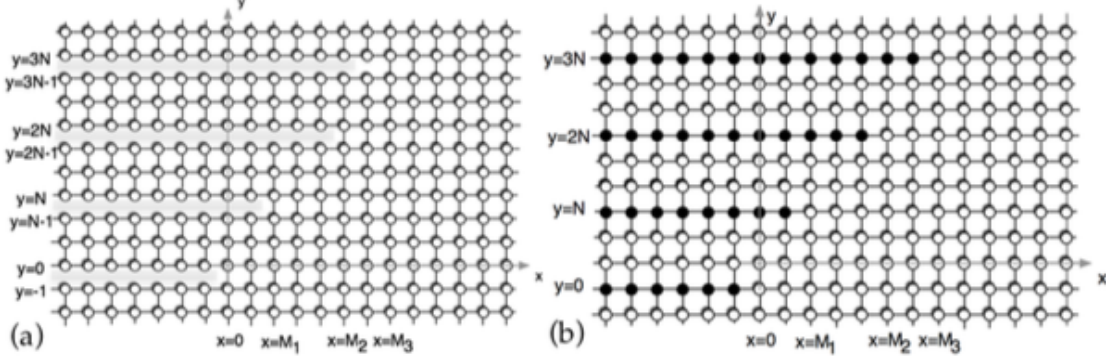 y
y=3N
y=3N-1
y=2N
y=2N-1
y=N
y=N-1
y=0
y=-1
x
(a)
x=0 x=M₁ x=M₂ x=M₃
y
y=3N
y=2N
y=N
y=0
x
(b)
x=0 x=M₁ x=M₂ x=M₃